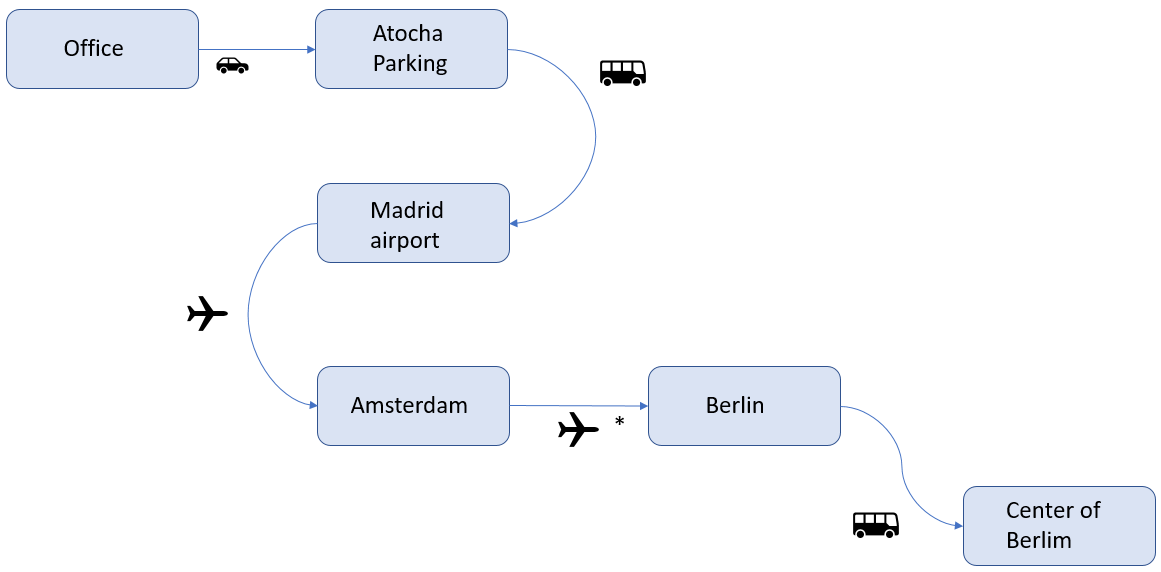 Office
Atocha
Parking
Madrid
airport
Amsterdam
*
Berlin
Center of
Berlim